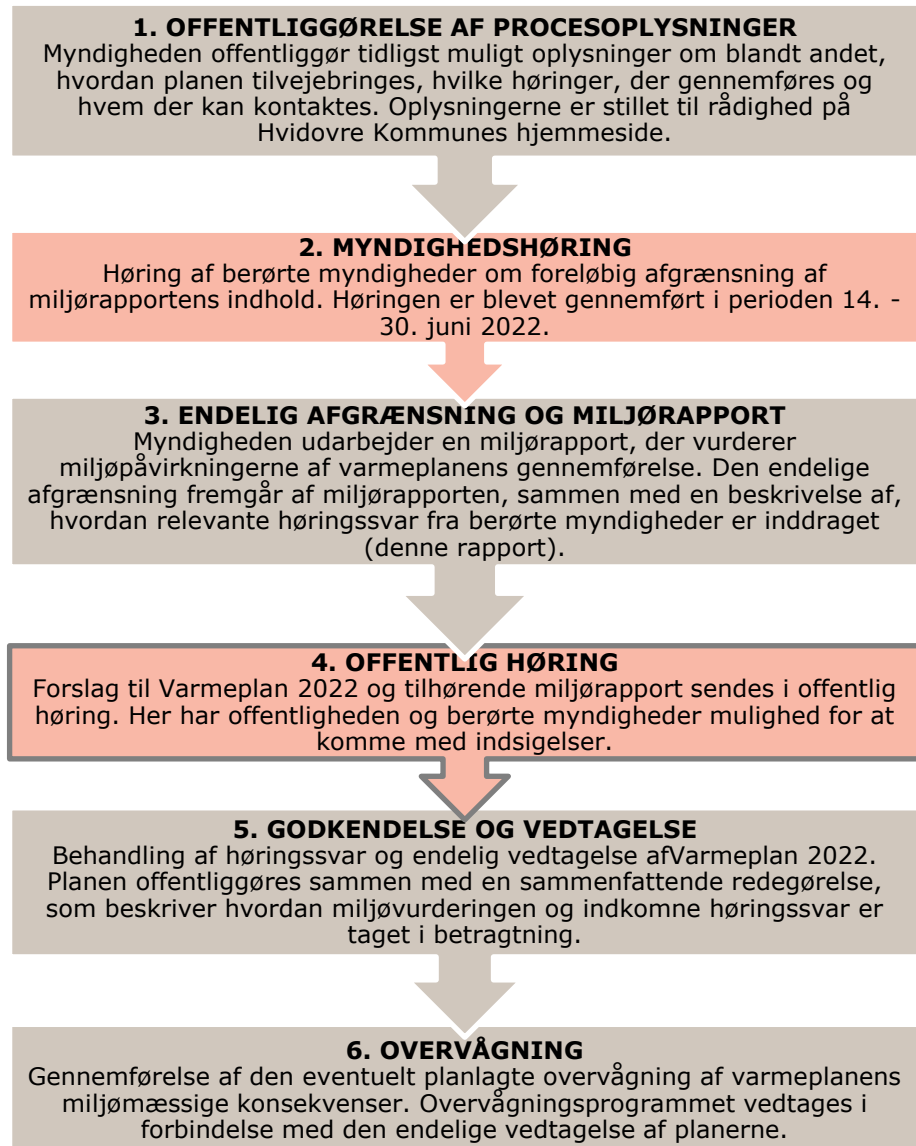 1. OFFENTLIGGØRELSE AF PROCESOPLYSNINGER
Myndigheden offentliggør tidligst muligt oplysninger om blandt andet,
hvordan planen tilvejebringes, hvilke høringer, der gennemføres og
hvem der kan kontaktes. Oplysningerne er stillet til rådighed på
Hvidovre Kommunes hjemmeside.
2. MYNDIGHEDSHØRING
Høring af berørte myndigheder om foreløbig afgrænsning af
miljørapportens indhold. Høringen er blevet gennemført i perioden 14. -
30. juni 2022.
3. ENDELIG AFGRÆNSNING OG MILJØRAPPORT
Myndigheden udarbejder en miljørapport, der vurderer
miljøpåvirkningerne af varmeplanens gennemførelse. Den endelige
afgrænsning fremgår af miljørapporten, sammen med en beskrivelse af,
hvordan relevante høringssvar fra berørte myndigheder er inddraget
(denne rapport).
4. OFFENTLIG HØRING
Forslag til Varmeplan 2022 og tilhørende miljørapport sendes i offentlig
høring. Her har offentligheden og berørte myndigheder mulighed for at
komme med indsigelser.
5. GODKENDELSE OG VEDTAGELSE
Behandling af høringssvar og endelig vedtagelse afVarmeplan 2022.
Planen offentliggøres sammen med en sammenfattende redegørelse,
som beskriver hvordan miljøvurderingen og indkomne høringssvar er
taget i betragtning.
6. OVERVÅGNING
Gennemførelse af den eventuelt planlagte overvågning af varmeplanens
miljømæssige konsekvenser. Overvågningsprogrammet vedtages i
forbindelse med den endelige vedtagelse af planerne.